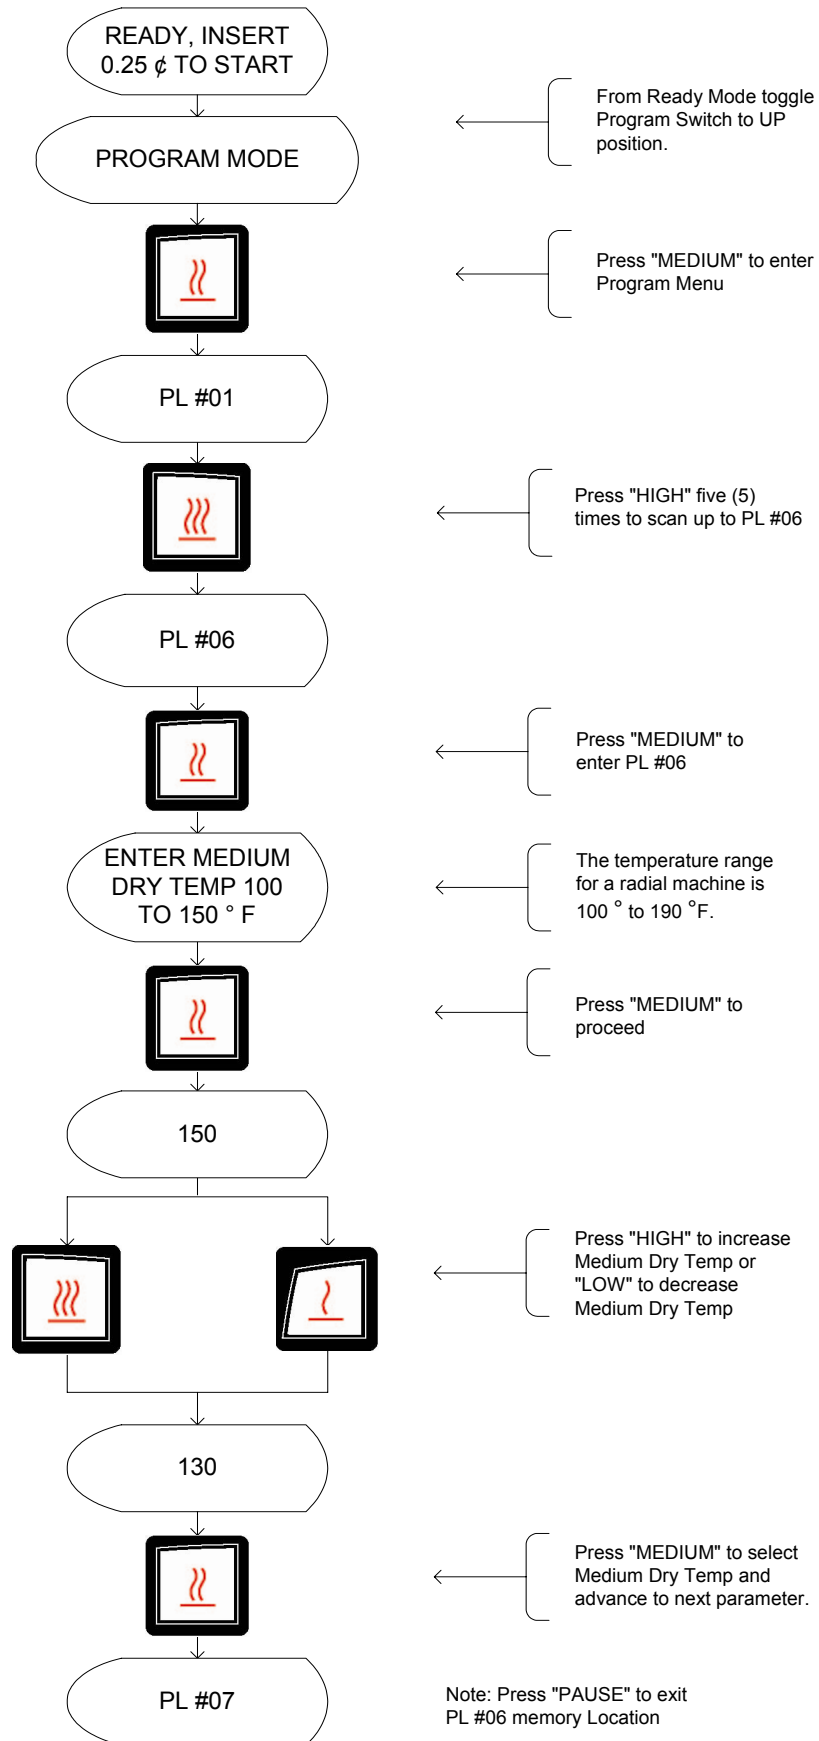 READY, INSERT
0.25 ¢ TO START
From Ready Mode toggle
Program Switch to UP
position.
PROGRAM MODE
Press "MEDIUM" to enter
Program Menu
PL #01
Press "HIGH" five (5)
times to scan up to PL #06
PL #06
Press "MEDIUM" to
enter PL #06
ENTER MEDIUM
DRY TEMP 100
TO 150 ° F
The temperature range
for a radial machine is
100 ° to 190 °F.
Press "MEDIUM" to
proceed
150
Press "HIGH" to increase
Medium Dry Temp or
"LOW" to decrease
Medium Dry Temp
130
Press "MEDIUM" to select
Medium Dry Temp and
advance to next parameter.
PL #07
Note: Press "PAUSE" to exit
PL #06 memory Location